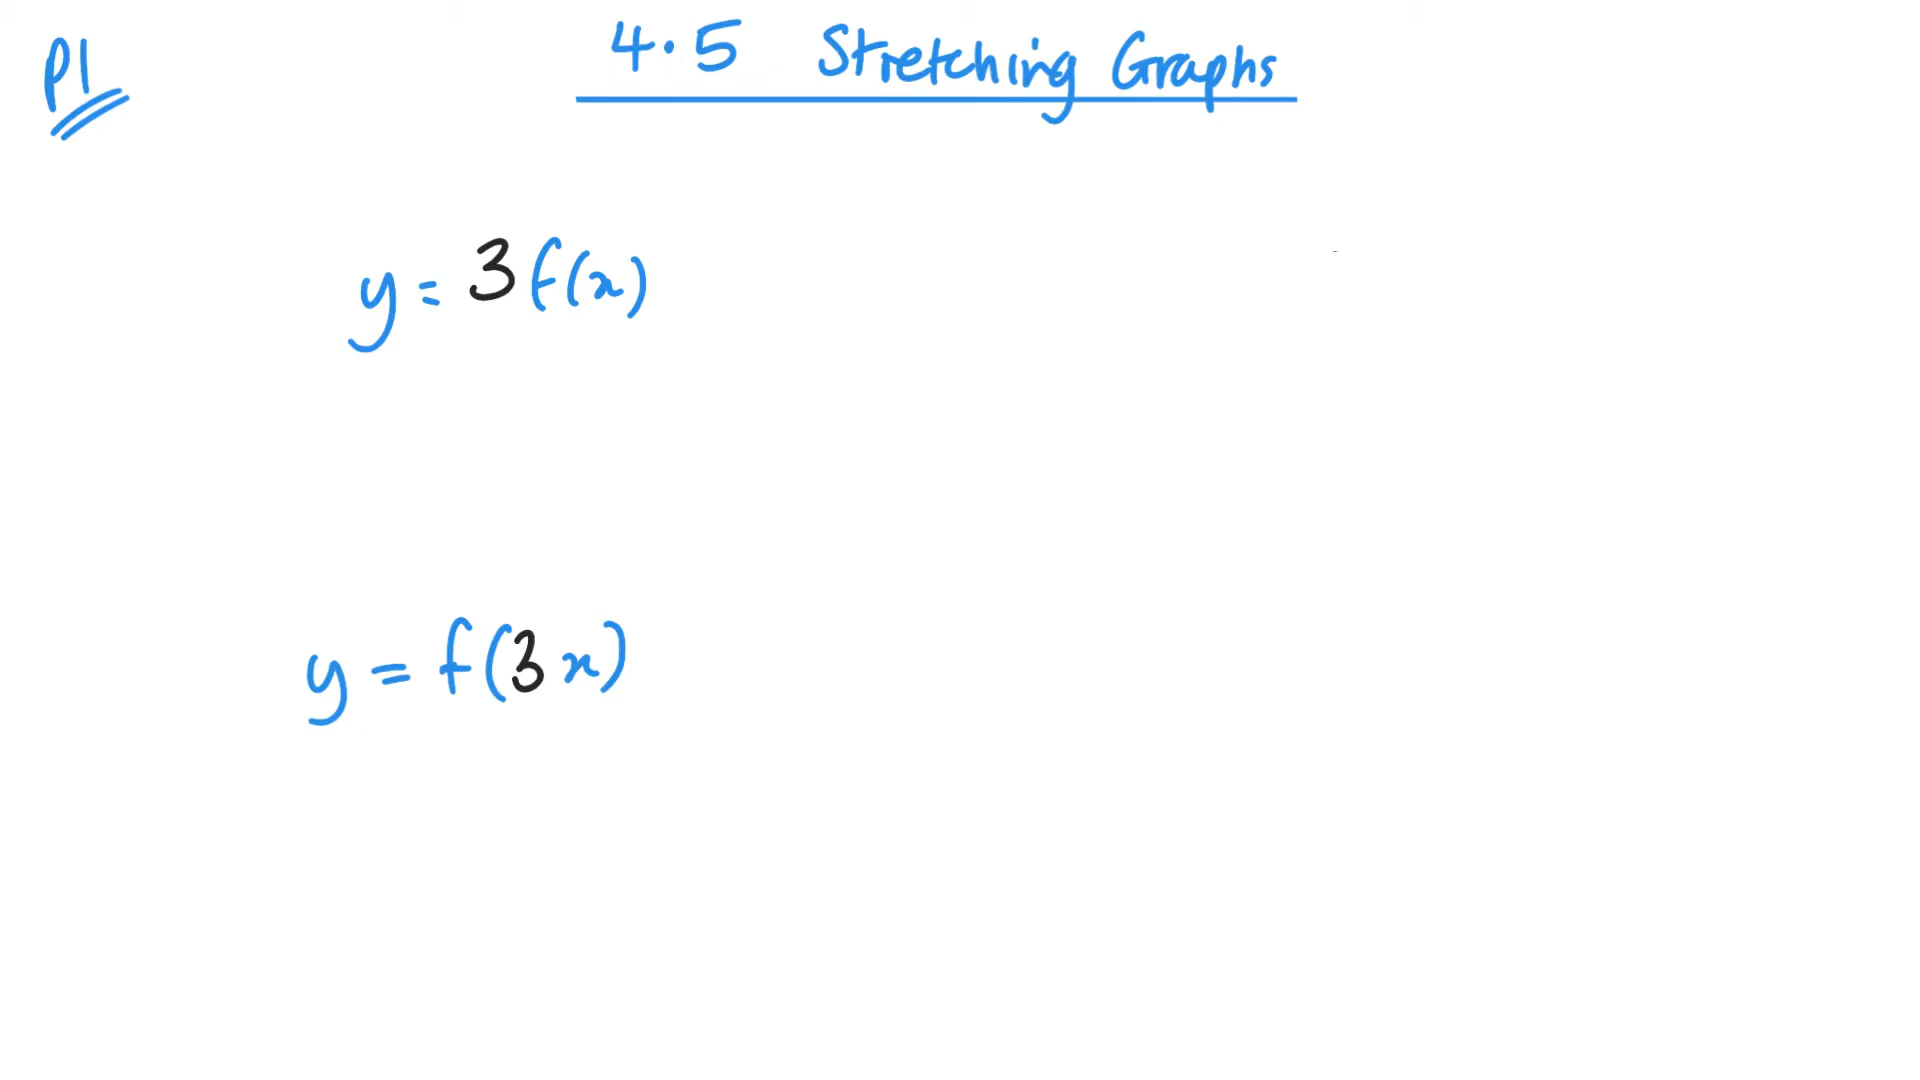 P1
4.5 Stretching Graphs
y = 3f(x)
y = f(3x)